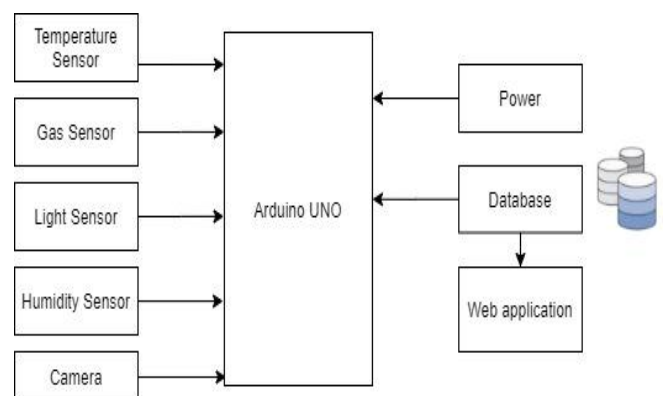 Temperature
Sensor
Gas Sensor
Light Sensor
Humidity Sensor
Camera
Arduino UNO
Power
Database
Web application